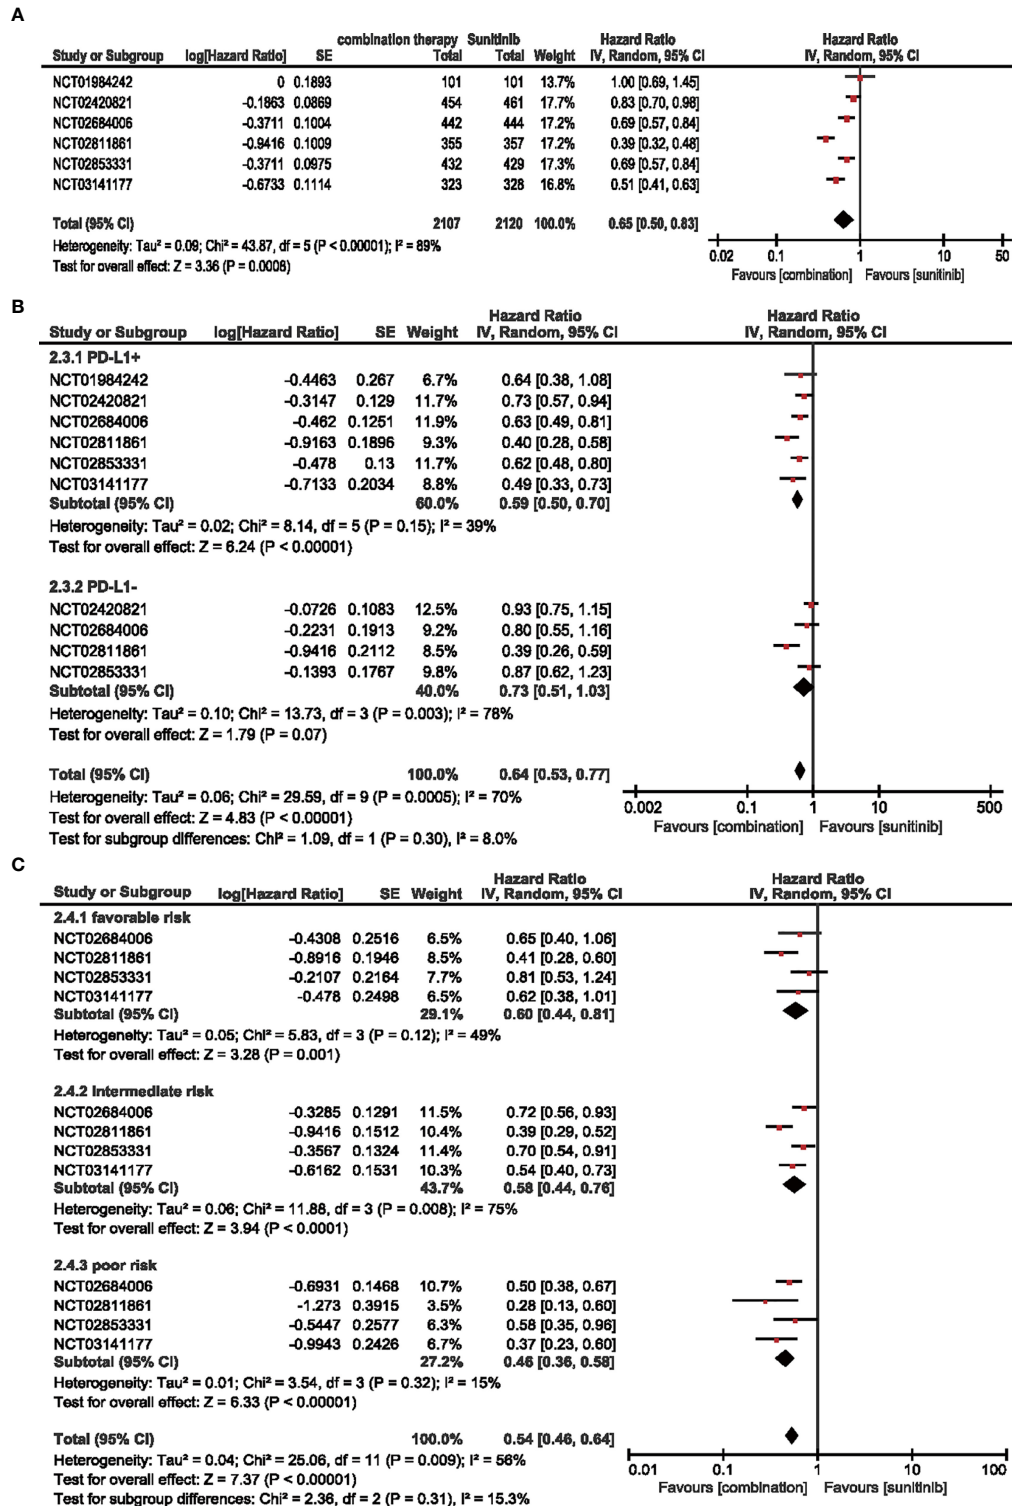 A
combination therapy Sunitinib Hazard Ratio Hazard Ratio
Study or Subgroup log[Hazard Ratio] SE Total Total Weight IV, Random, 95% CI IV, Random, 95% CI
NCT01984242 0 0.1893 101 101 13.7% 1.00 [0.69, 1.45]
NCT02420821 -0.1863 0.0869 454 461 17.7% 0.83 [0.70, 0.98]
NCT02684006 -0.3711 0.1004 442 444 17.2% 0.69 [0.57, 0.84]
NCT02811861 -0.9416 0.1009 355 357 17.2% 0.39 [0.32, 0.48]
NCT02853331 -0.3711 0.0975 432 429 17.3% 0.69 [0.57, 0.84]
NCT03141177 -0.6733 0.1114 323 328 16.8% 0.51 [0.41, 0.63]
Total (95% CI) 2107 2120 100.0% 0.65 [0.50, 0.83]
Heterogeneity: Tau² = 0.09; Chi² = 43.87, df = 5 (P < 0.00001); I² = 89%
Test for overall effect: Z = 3.36 (P = 0.0008)
0.02 0.1 1 10 50
Favours [combination] Favours [sunitinib]
B
Hazard Ratio Hazard Ratio
Study or Subgroup log[Hazard Ratio] SE Weight IV, Random, 95% CI IV, Random, 95% CI
2.3.1 PD-L1+
NCT01984242 -0.4463 0.267 6.7% 0.64 [0.38, 1.08]
NCT02420821 -0.3147 0.129 11.7% 0.73 [0.57, 0.94]
NCT02684006 -0.462 0.1251 11.9% 0.63 [0.49, 0.81]
NCT02811861 -0.9163 0.1896 9.3% 0.40 [0.28, 0.58]
NCT02853331 -0.478 0.13 11.7% 0.62 [0.48, 0.80]
NCT03141177 -0.7133 0.2034 8.8% 0.49 [0.33, 0.73]
Subtotal (95% CI) 60.0% 0.59 [0.50, 0.70]
Heterogeneity: Tau² = 0.02; Chi² = 8.14, df = 5 (P = 0.15); I² = 39%
Test for overall effect: Z = 6.24 (P < 0.00001)
2.3.2 PD-L1-
NCT02420821 -0.0726 0.1083 12.5% 0.93 [0.75, 1.15]
NCT02684006 -0.2231 0.1913 9.2% 0.80 [0.55, 1.16]
NCT02811861 -0.9416 0.2112 8.5% 0.39 [0.26, 0.59]
NCT02853331 -0.1393 0.1767 9.8% 0.87 [0.62, 1.23]
Subtotal (95% CI) 40.0% 0.73 [0.51, 1.03]
Heterogeneity: Tau² = 0.10; Chi² = 13.73, df = 3 (P = 0.003); I² = 78%
Test for overall effect: Z = 1.79 (P = 0.07)
Total (95% CI) 100.0% 0.64 [0.53, 0.77]
Heterogeneity: Tau² = 0.06; Chi² = 29.59, df = 9 (P = 0.0005); I² = 70%
Test for overall effect: Z = 4.83 (P < 0.00001)
Test for subgroup differences: Chi² = 1.09, df = 1 (P = 0.30), I² = 8.0%
0.002 0.1 1 10 500
Favours [combination] Favours [sunitinib]
C
Hazard Ratio Hazard Ratio
Study or Subgroup log[Hazard Ratio] SE Weight IV, Random, 95% CI IV, Random, 95% CI
2.4.1 favorable risk
NCT02684006 -0.4308 0.2516 6.5% 0.65 [0.40, 1.06]
NCT02811861 -0.8916 0.1946 8.5% 0.41 [0.28, 0.60]
NCT02853331 -0.2107 0.2164 7.7% 0.81 [0.53, 1.24]
NCT03141177 -0.478 0.2498 6.5% 0.62 [0.38, 1.01]
Subtotal (95% CI) 29.1% 0.60 [0.44, 0.81]
Heterogeneity: Tau² = 0.05; Chi² = 5.83, df = 3 (P = 0.12); I² = 49%
Test for overall effect: Z = 3.28 (P = 0.001)
2.4.2 Intermediate risk
NCT02684006 -0.3285 0.1291 11.5% 0.72 [0.56, 0.93]
NCT02811861 -0.9416 0.1512 10.4% 0.39 [0.29, 0.52]
NCT02853331 -0.3567 0.1324 11.4% 0.70 [0.54, 0.91]
NCT03141177 -0.6162 0.1531 10.3% 0.54 [0.40, 0.73]
Subtotal (95% CI) 43.7% 0.58 [0.44, 0.76]
Heterogeneity: Tau² = 0.06; Chi² = 11.88, df = 3 (P = 0.008); I² = 75%
Test for overall effect: Z = 3.94 (P < 0.0001)
2.4.3 poor risk
NCT02684006 -0.6931 0.1468 10.7% 0.50 [0.38, 0.67]
NCT02811861 -1.273 0.3915 3.5% 0.28 [0.13, 0.60]
NCT02853331 -0.5447 0.2577 6.3% 0.58 [0.35, 0.96]
NCT03141177 -0.9943 0.2426 6.7% 0.37 [0.23, 0.60]
Subtotal (95% CI) 27.2% 0.46 [0.36, 0.58]
Heterogeneity: Tau² = 0.01; Chi² = 3.54, df = 3 (P = 0.32); I² = 15%
Test for overall effect: Z = 6.33 (P < 0.00001)
Total (95% CI) 100.0% 0.54 [0.46, 0.64]
Heterogeneity: Tau² = 0.04; Chi² = 25.06, df = 11 (P = 0.009); I² = 56%
Test for overall effect: Z = 7.37 (P < 0.00001)
Test for subgroup differences: Chi² = 2.36, df = 2 (P = 0.31), I² = 15.3%
0.01 0.1 1 10 100
Favours [combination] Favours [sunitinib]